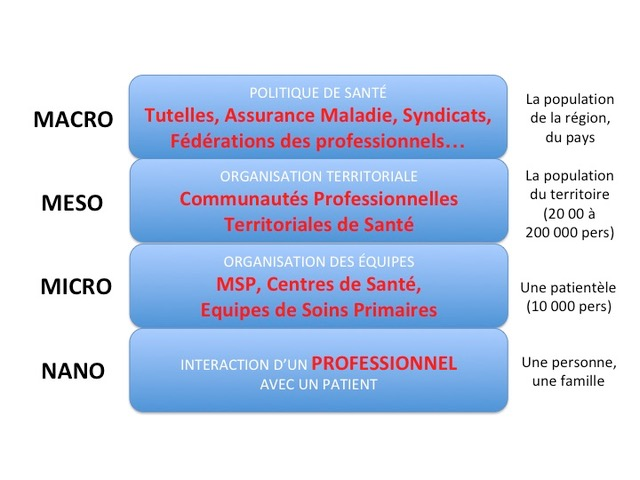 POLITIQUE DE SANTÉ
MACRO
Tutelles, Assurance Maladie, Syndicats,
Fédérations des professionnels…
La population
de la région,
du pays
ORGANISATION TERRITORIALE
MESO
Communautés Professionnelles
Territoriales de Santé
La population
du territoire
(20 00 à
200 000 pers)
ORGANISATION DES ÉQUIPES
MICRO
MSP, Centres de Santé,
Equipes de Soins Primaires
Une patientèle
(10 000 pers)
NANO
INTERACTION D’UN PROFESSIONNEL
AVEC UN PATIENT
Une personne,
une famille